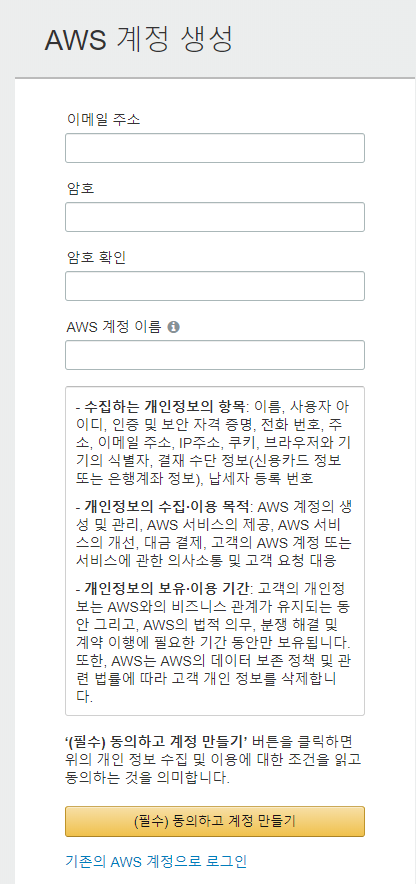 AWS 계정 생성
이메일 주소
암호
암호 확인
AWS 계정 이름
- 수집하는 개인정보의 항목: 이름, 사용자 아
이디, 인증 및 보안 자격 증명, 전화 번호, 주
소, 이메일 주소, IP주소, 쿠키, 브라우저와 기
기의 식별자, 결재 수단 정보(신용카드 정보
또는 은행계좌 정보), 납세자 등록 번호
- 개인정보의 수집·이용 목적: AWS 계정의 생
성 및 관리, AWS 서비스의 제공, AWS 서비
스의 개선, 대금 결제, 고객의 AWS 계정 또는
서비스에 관한 의사소통 및 고객 요청 대응
- 개인정보의 보유·이용 기간: 고객의 개인정
보는 AWS와의 비즈니스 관계가 유지되는 동
안 그리고, AWS의 법적 의무, 분쟁 해결 및
계약 이행에 필요한 기간 동안만 보유됩니다.
또한, AWS는 AWS의 데이터 보존 정책 및 관
련 법률에 따라 고객 개인 정보를 삭제합니
다.
‘(필수) 동의하고 계정 만들기’ 버튼을 클릭하면
위의 개인 정보 수집 및 이용에 대한 조건을 읽고
동의하는 것을 의미합니다.
(필수) 동의하고 계정 만들기
기존의 AWS 계정으로 로그인